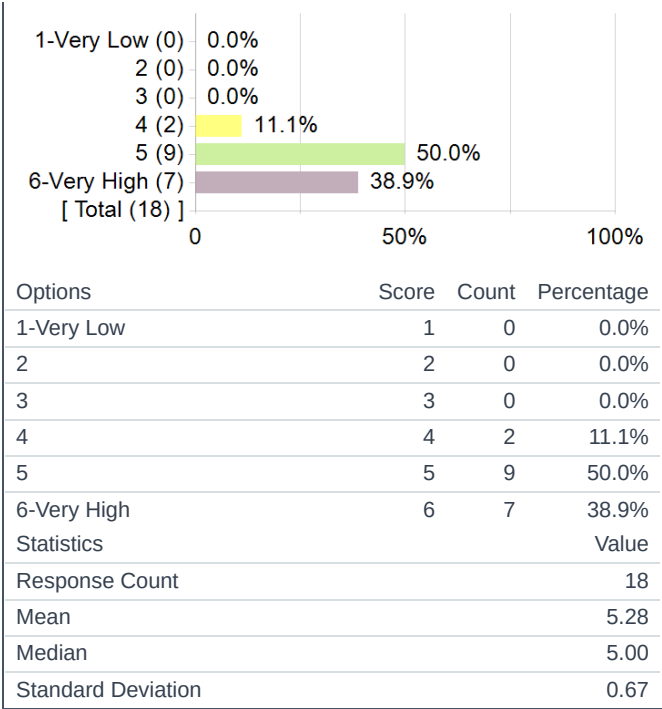 1-Very Low (0) 0.0%
2 (0) 0.0%
3 (0) 0.0%
4 (2) 11.1%
5 (9) 50.0%
6-Very High (7) 38.9%
[ Total (18) ]
0 50% 100%
Options Score Count Percentage
1-Very Low 1 0 0.0%
2 2 0 0.0%
3 3 0 0.0%
4 4 2 11.1%
5 5 9 50.0%
6-Very High 6 7 38.9%
Statistics Value
Response Count 18
Mean 5.28
Median 5.00
Standard Deviation 0.67